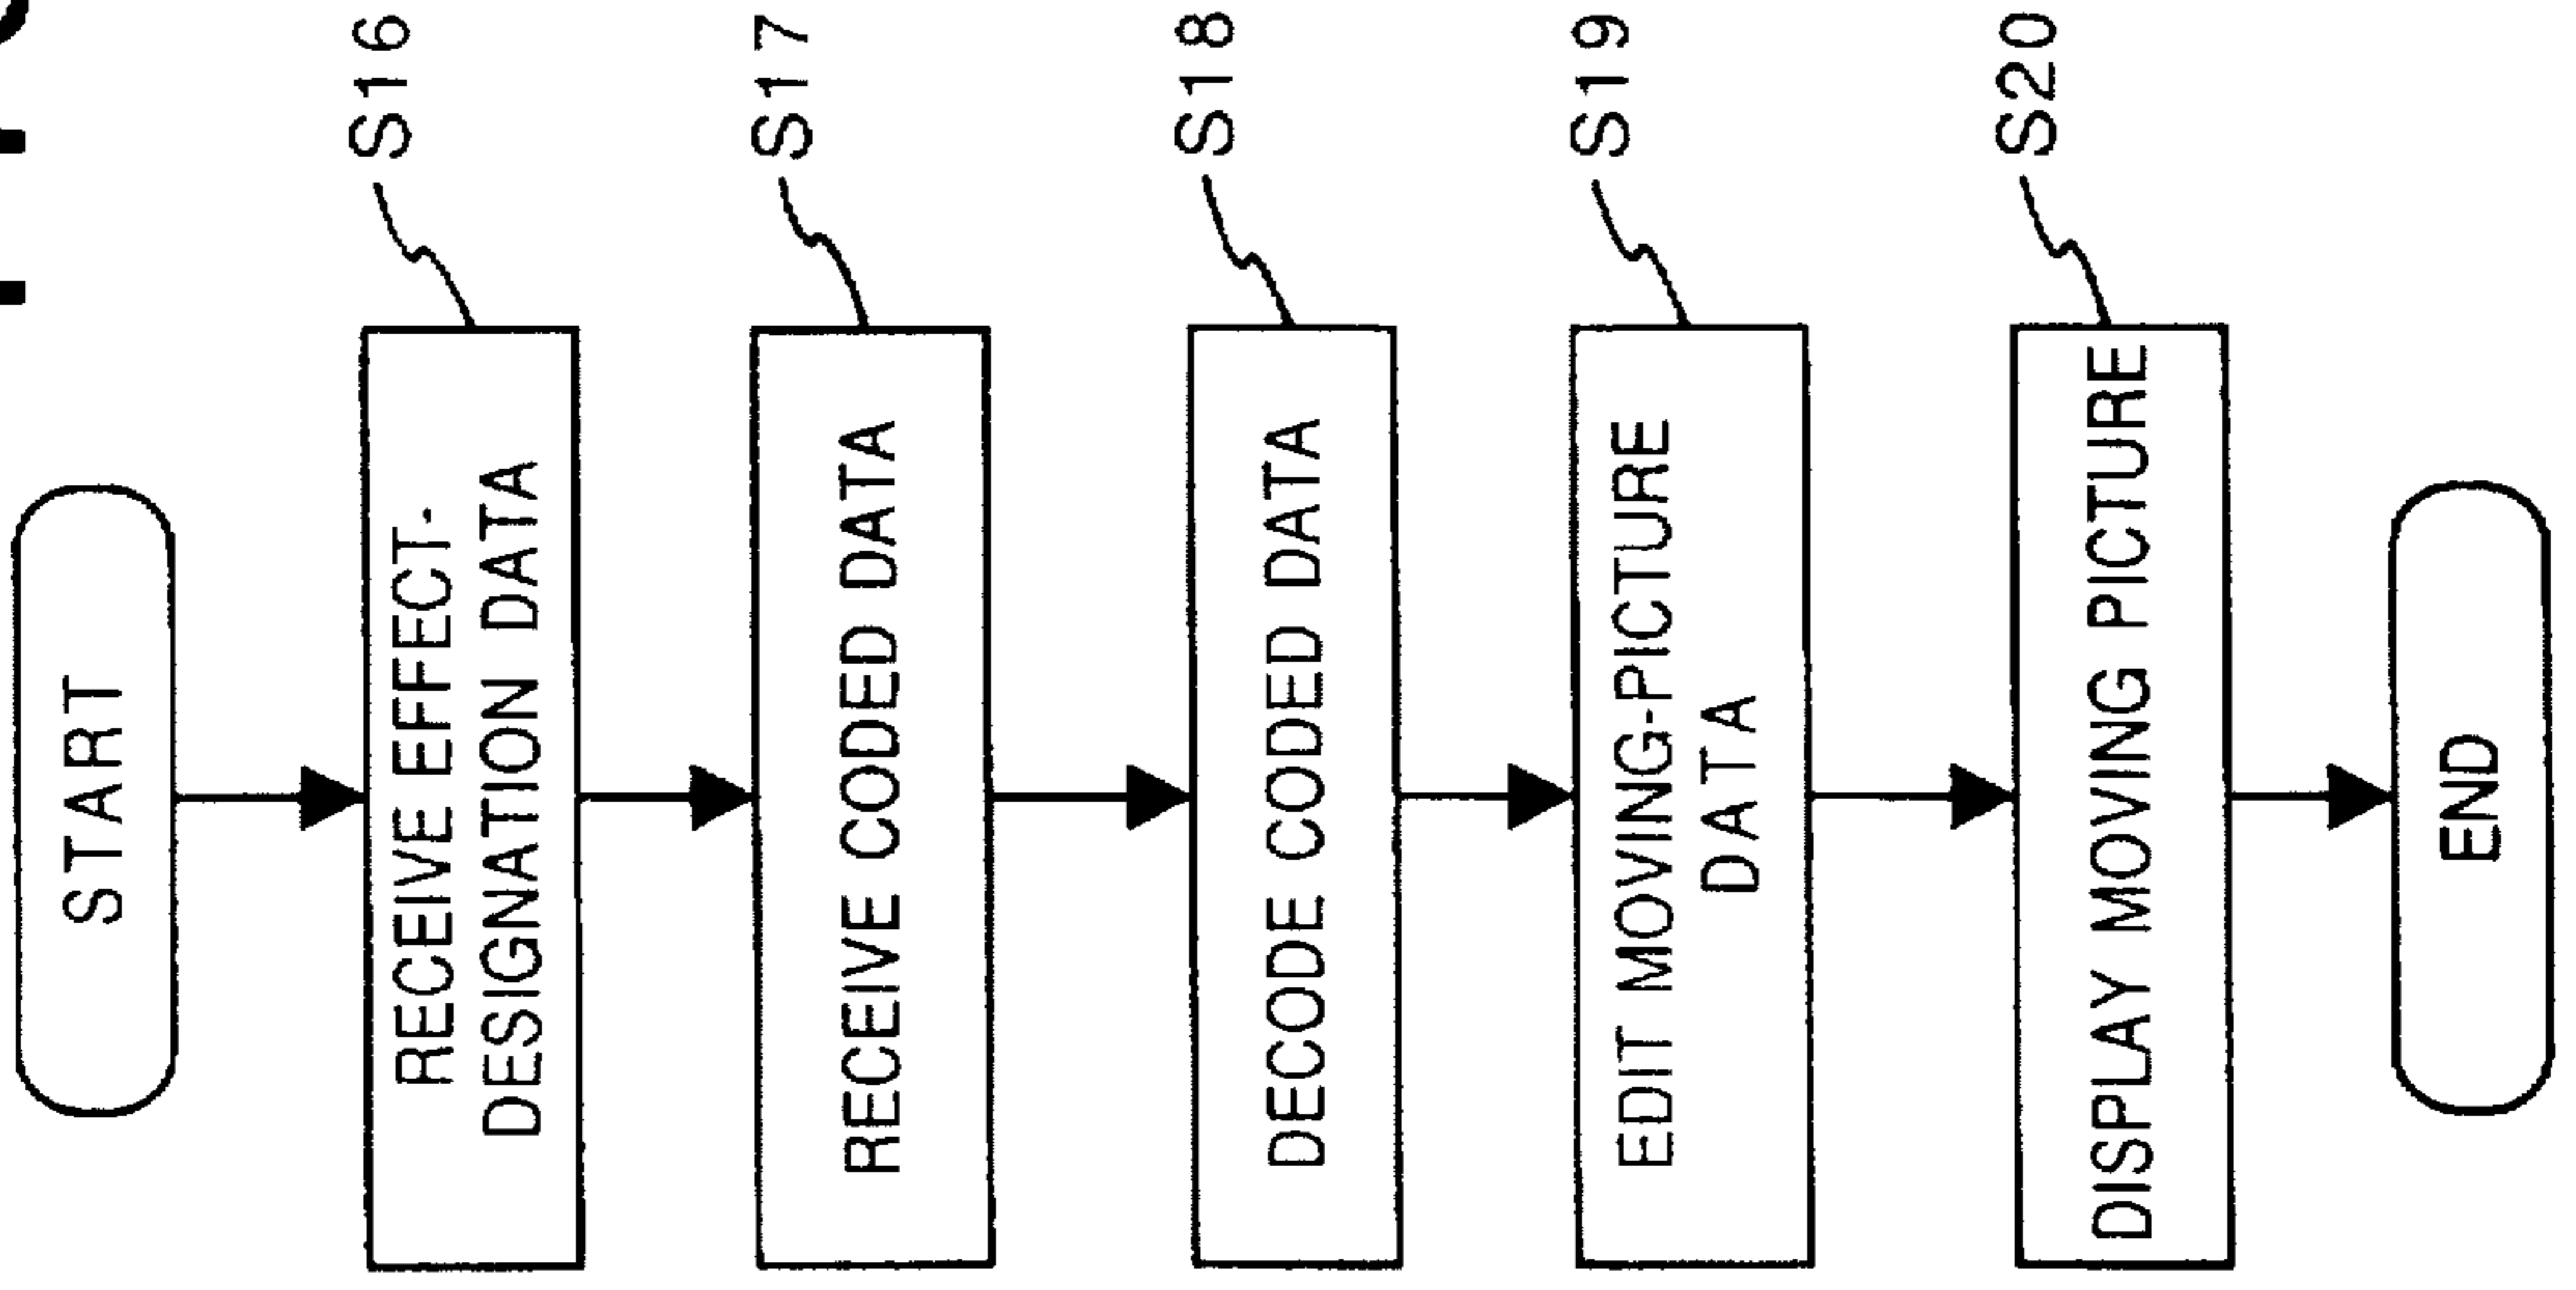 START
RECEIVE EFFECT-
DESIGNATION DATA
S16
RECEIVE CODED DATA
S17
DECODE CODED DATA
S18
EDIT MOVING-PICTURE
DATA
S19
DISPLAY MOVING PICTURE
S20
END